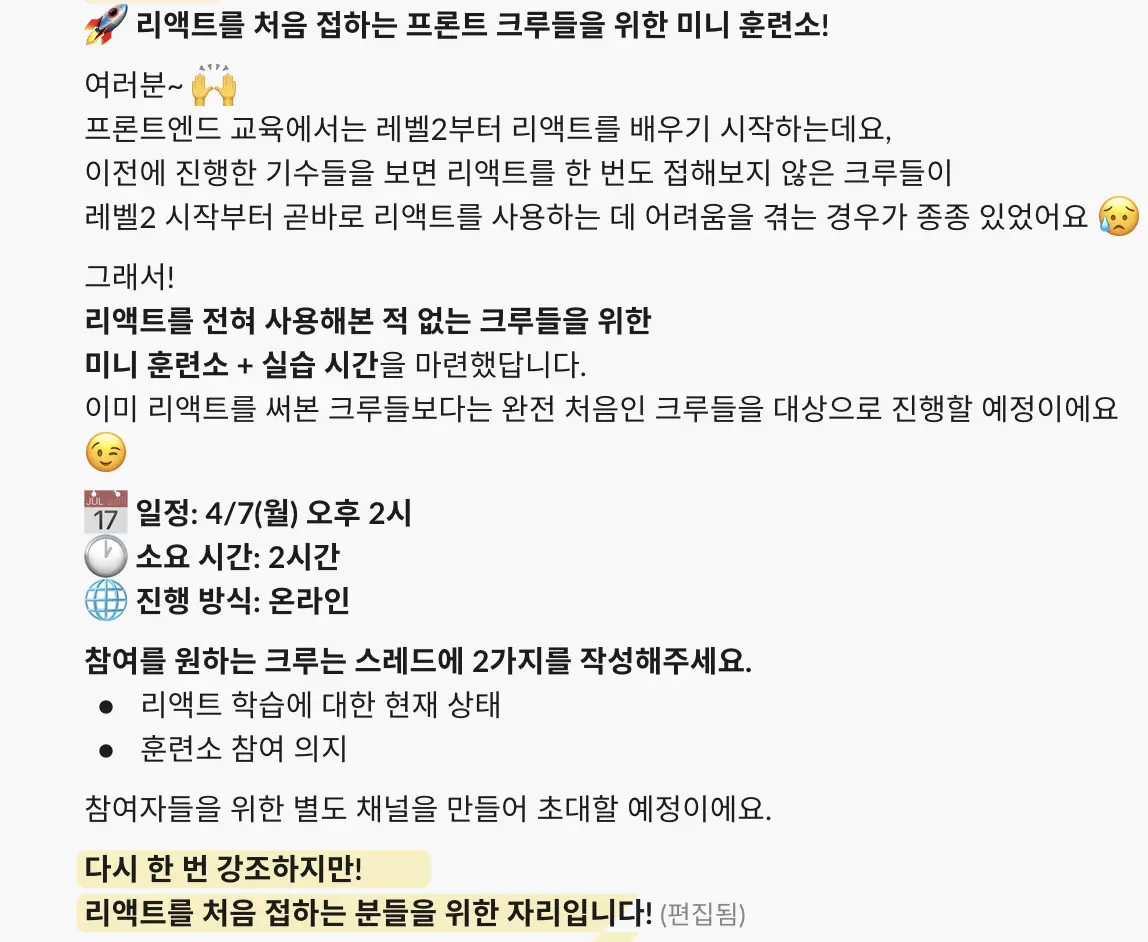 🚀 리액트를 처음 접하는 프론트 크루들을 위한 미니 훈련소!
여러분~ 🙌
프론트엔드 교육에서는 레벨2부터 리액트를 배우기 시작하는데요,
이전에 진행한 기수들을 보면 리액트를 한 번도 접해보지 않은 크루들이
레벨2 시작부터 곧바로 리액트를 사용하는 데 어려움을 겪는 경우가 종종 있었어요 😥
그래서!
리액트를 전혀 사용해본 적 없는 크루들을 위한
미니 훈련소 + 실습 시간을 마련했답니다.
이미 리액트를 써본 크루들보다는 완전 처음인 크루들을 대상으로 진행할 예정이에요
😉
📅 일정: 4/7(월) 오후 2시
🕐 소요 시간: 2시간
🌐 진행 방식: 온라인
참여를 원하는 크루는 스레드에 2가지를 작성해주세요.
● 리액트 학습에 대한 현재 상태
● 훈련소 참여 의지
참여자들을 위한 별도 채널을 만들어 초대할 예정이에요.
다시 한 번 강조하지만!
리액트를 처음 접하는 분들을 위한 자리입니다! (편집됨)